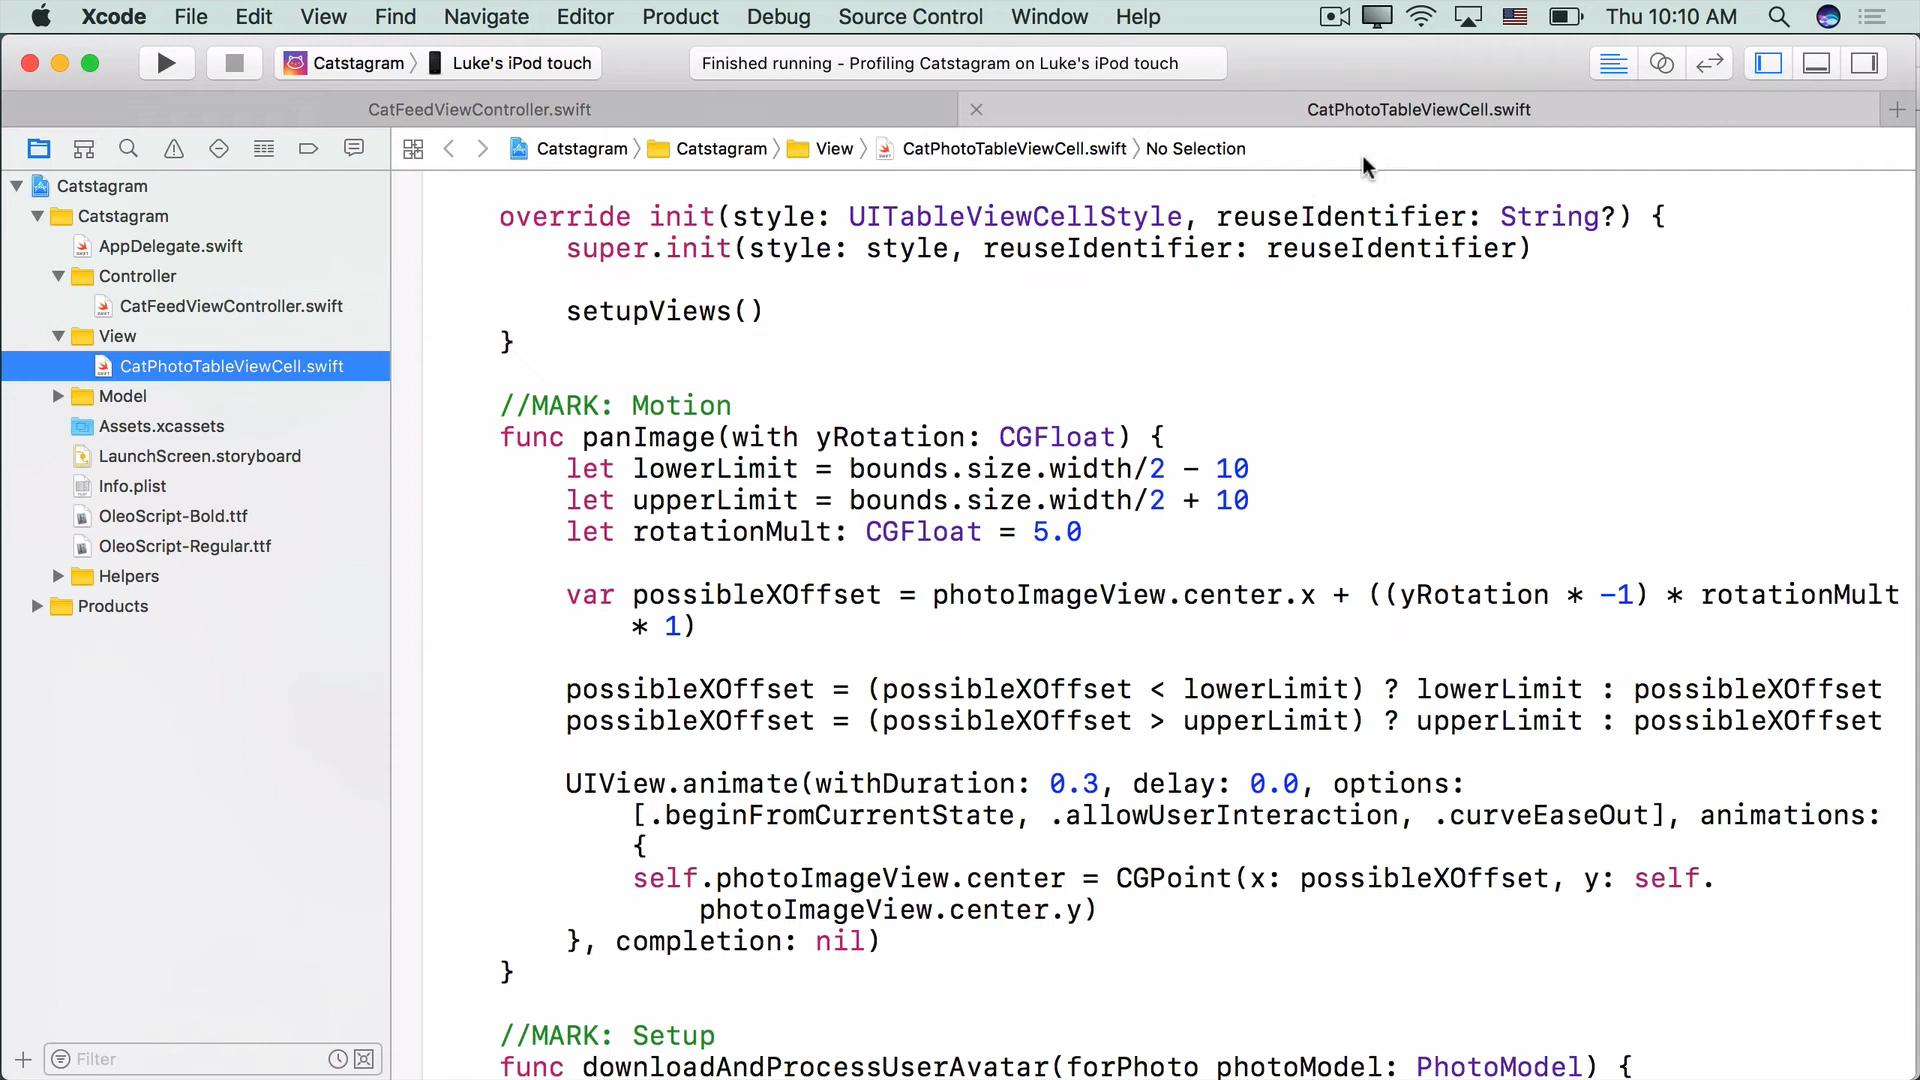 Xcode File Edit View Find Navigate Editor Product Debug Source Control Window Help Thu 10:10 AM
Catstagram Luke's iPod touch Finished running - Profiling Catstagram on Luke's iPod touch
CatFeedViewController.swift CatPhotoTableViewCell.swift
Catstagram Catstagram View CatPhotoTableViewCell.swift No Selection
Catstagram
Catstagram
AppDelegate.swift
Controller
CatFeedViewController.swift
View
CatPhotoTableViewCell.swift
Model
Assets.xcassets
LaunchScreen.storyboard
Info.plist
OleoScript-Bold.ttf
OleoScript-Regular.ttf
Helpers
Products
Filter
override init(style: UITableViewCellStyle, reuseIdentifier: String?) {
super.init(style: style, reuseIdentifier: reuseIdentifier)
setupViews()
}
//MARK: Motion
func panImage(with yRotation: CGFloat) {
let lowerLimit = bounds.size.width/2 - 10
let upperLimit = bounds.size.width/2 + 10
let rotationMult: CGFloat = 5.0
var possibleXOffset = photoImageView.center.x + ((yRotation * -1) * rotationMult
* 1)
possibleXOffset = (possibleXOffset < lowerLimit) ? lowerLimit : possibleXOffset
possibleXOffset = (possibleXOffset > upperLimit) ? upperLimit : possibleXOffset
UIView.animate(withDuration: 0.3, delay: 0.0, options:
[.beginFromCurrentState, .allowUserInteraction, .curveEaseOut], animations:
{
self.photoImageView.center = CGPoint(x: possibleXOffset, y: self.
photoImageView.center.y)
}, completion: nil)
}
//MARK: Setup
func downloadAndProcessUserAvatar(forPhoto photoModel: PhotoModel) {